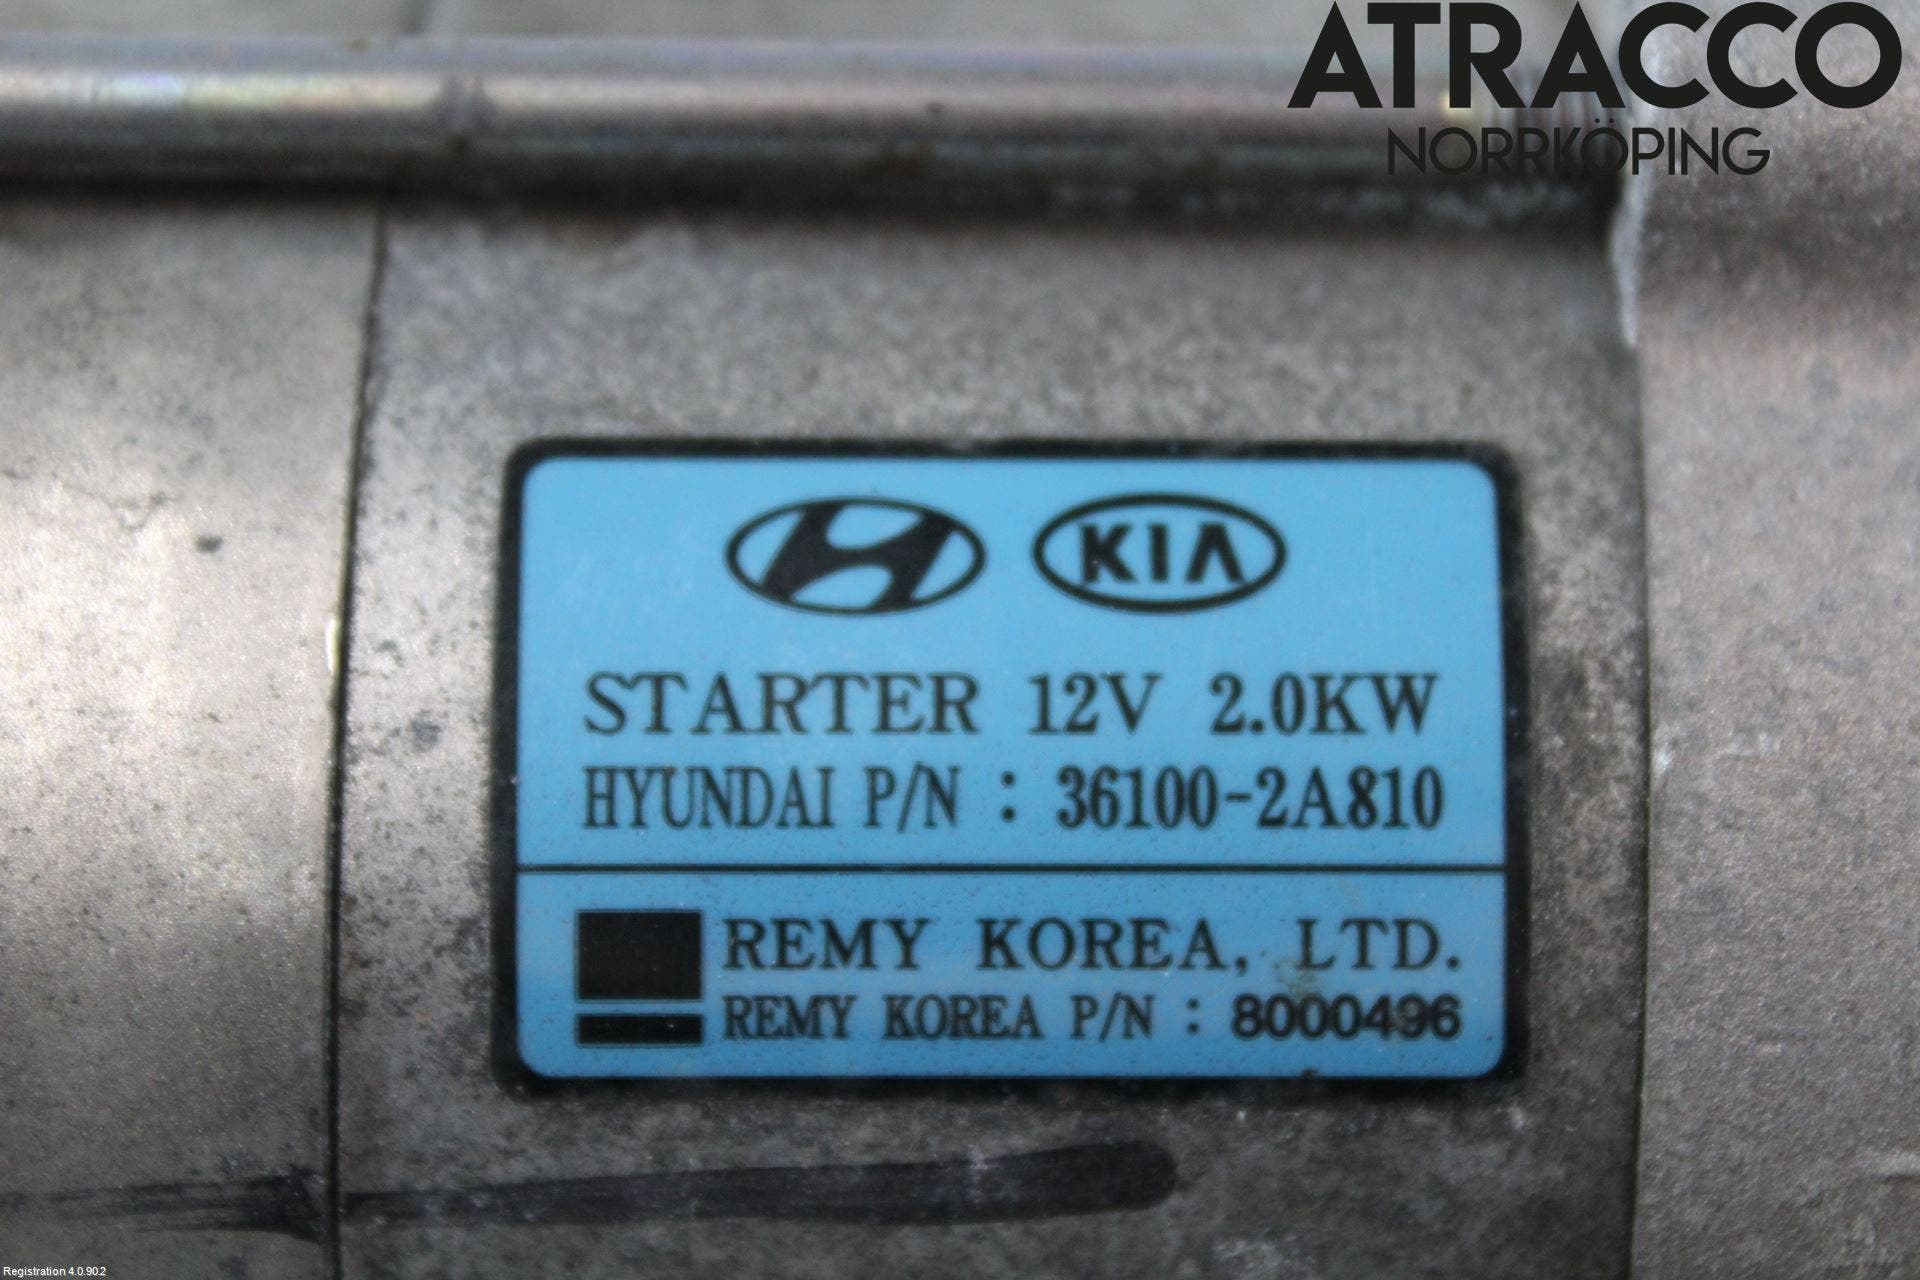 ATRACCO
NORRKÖPING
KIA
STARTER 12V 2.0KW
HYUNDAI P/N : 36100-2A810
REMY KOREA, LTD.
REMY KOREA P/N : 8000496
Registration 4.0.90.2